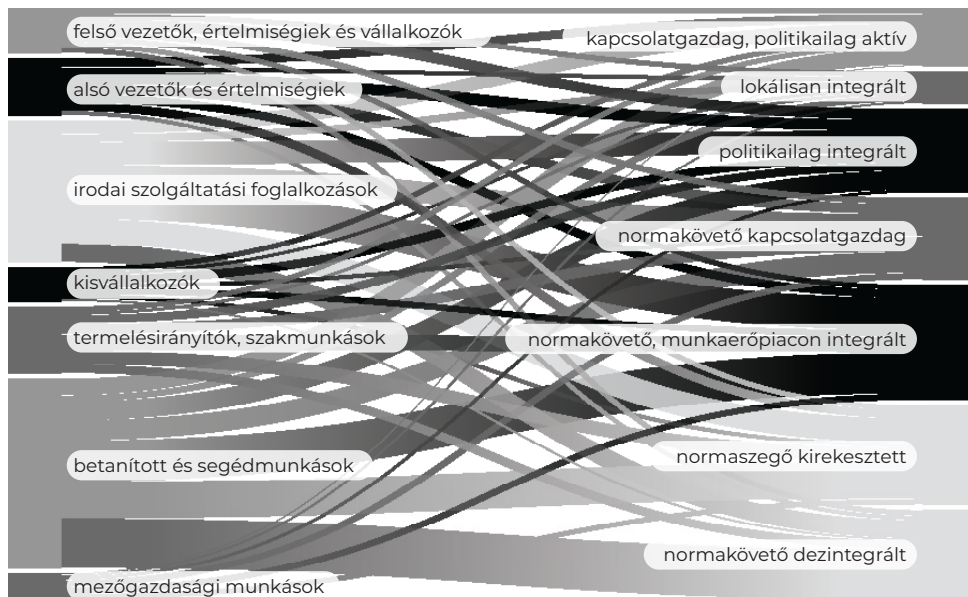 felső vezetők, értelmiségiek és vállalkozók
alsó vezetők és értelmiségiek
irodai szolgáltatási foglalkozások
kisvállalkozók
termelésirányítók, szakmunkások
betanított és segédmunkások
mezőgazdasági munkások
kapcsolatgazdag, politikailag aktív
lokálisan integrált
politikailag integrált
normakövető kapcsolatgazdag
normakövető, munkaerőpiacon integrált
normaszegő kirekesztett
normakövető dezintegrált